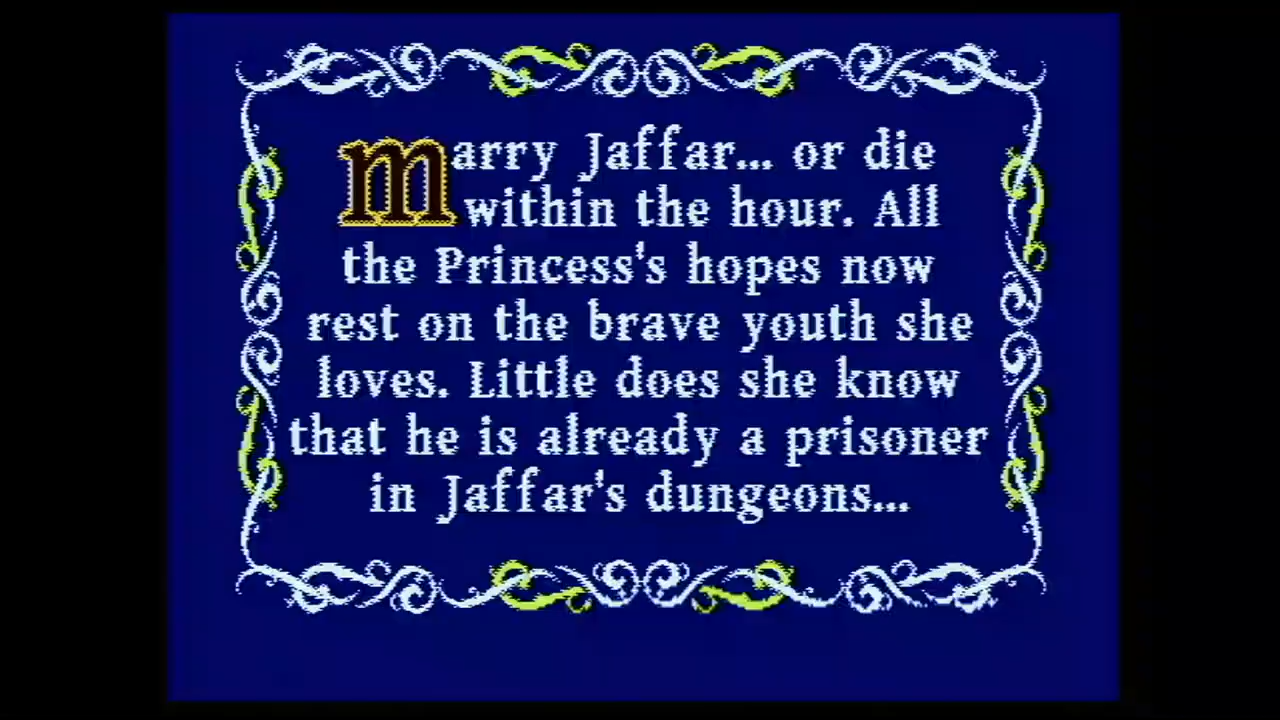 marry Jaffar... or die
within the hour. All
the Princess's hopes now
rest on the brave youth she
loves. Little does she know
that he is already a prisoner
in Jaffar's dungeons...